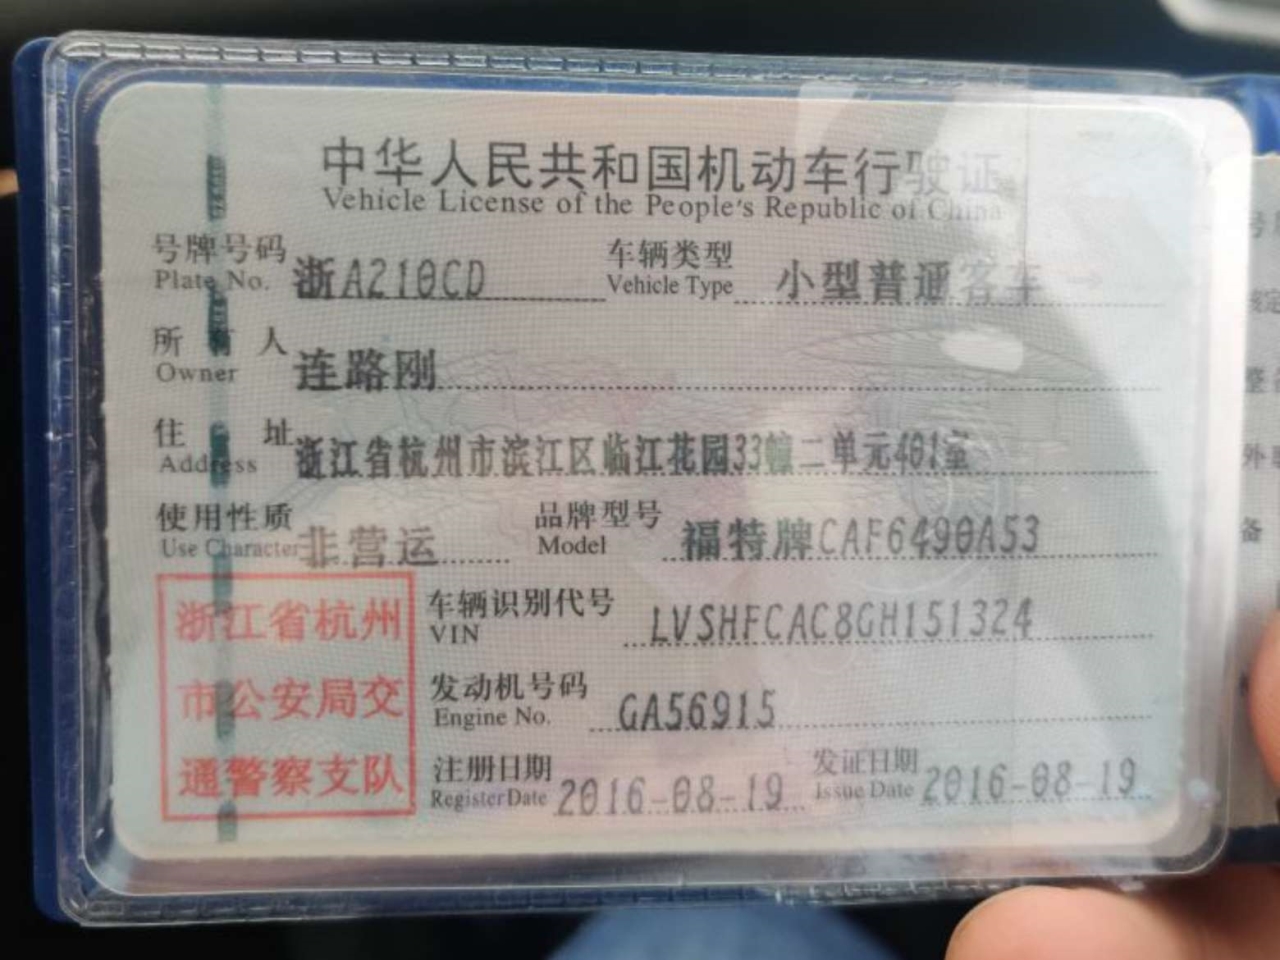 中华人民共和国机动车行驶证
Vehicle License of the People's Republic of China
号牌号码 浙A210CD 车辆类型 小型普通客车
Plate No. Vehicle Type
所有人 连路刚
Owner
住址 浙江省杭州市滨江区临江花园33幢二单元401室
Address
使用性质 非营运 品牌型号 福特牌CAF6490A53
Use Character Model
浙江省杭州
市公安局交
通警察支队
车辆识别代号 LVSHFCAC8GH151324
VIN
发动机号码 GA56915
Engine No.
注册日期 2016-08-19 发证日期 2016-08-19
Register Date Issue Date